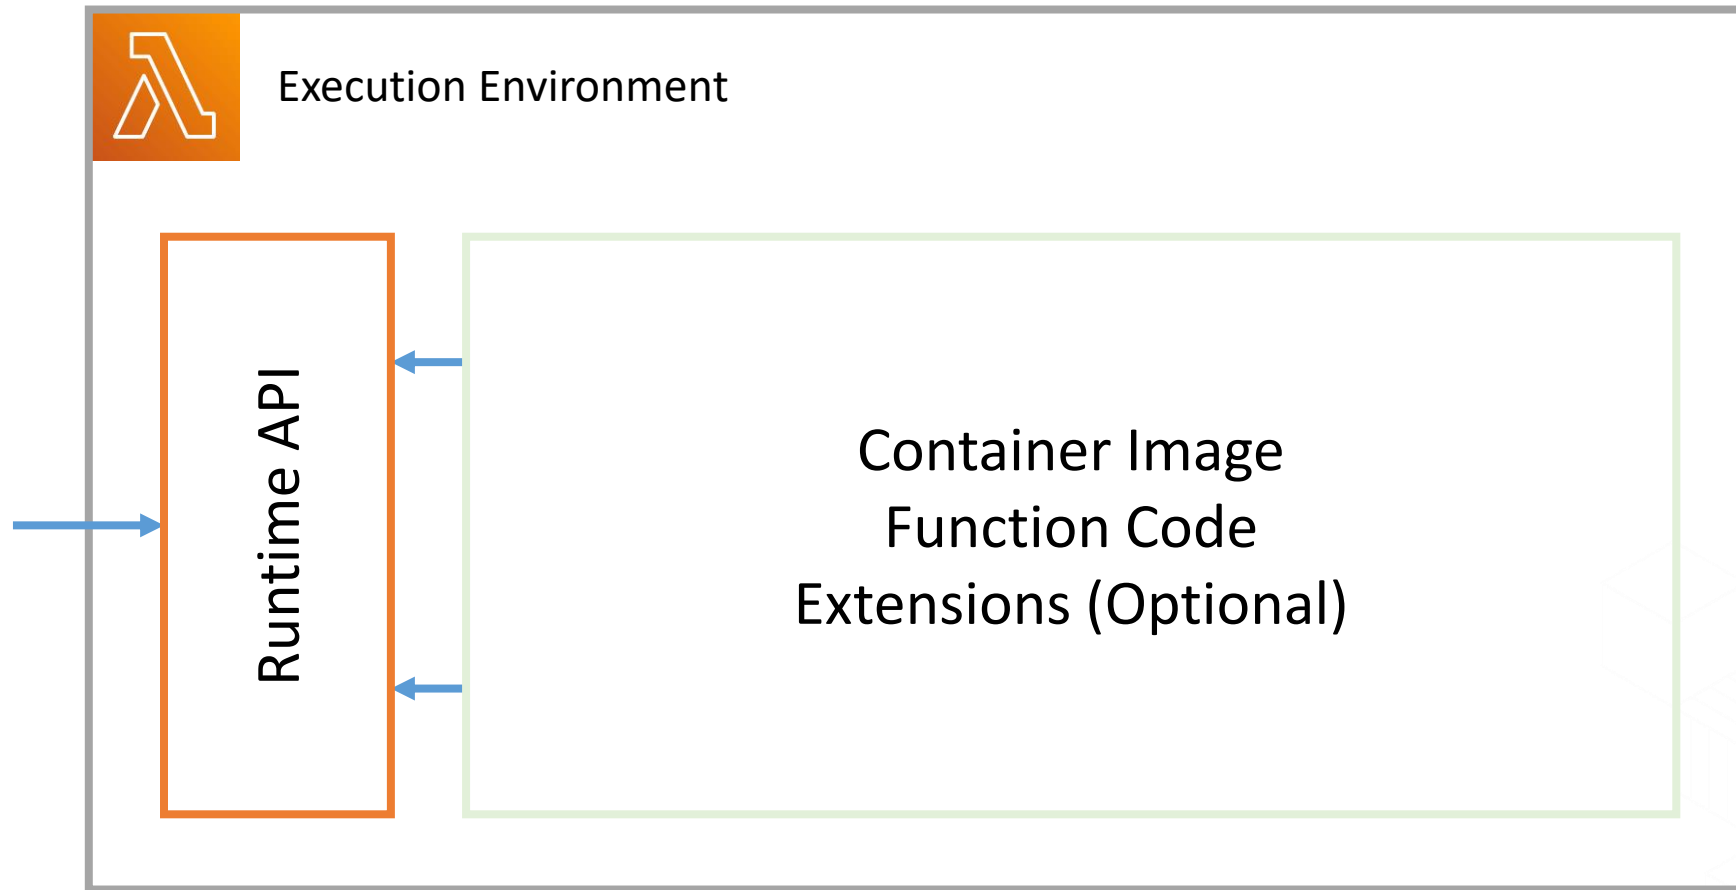 Execution Environment
Runtime API
Container Image
Function Code
Extensions (Optional)